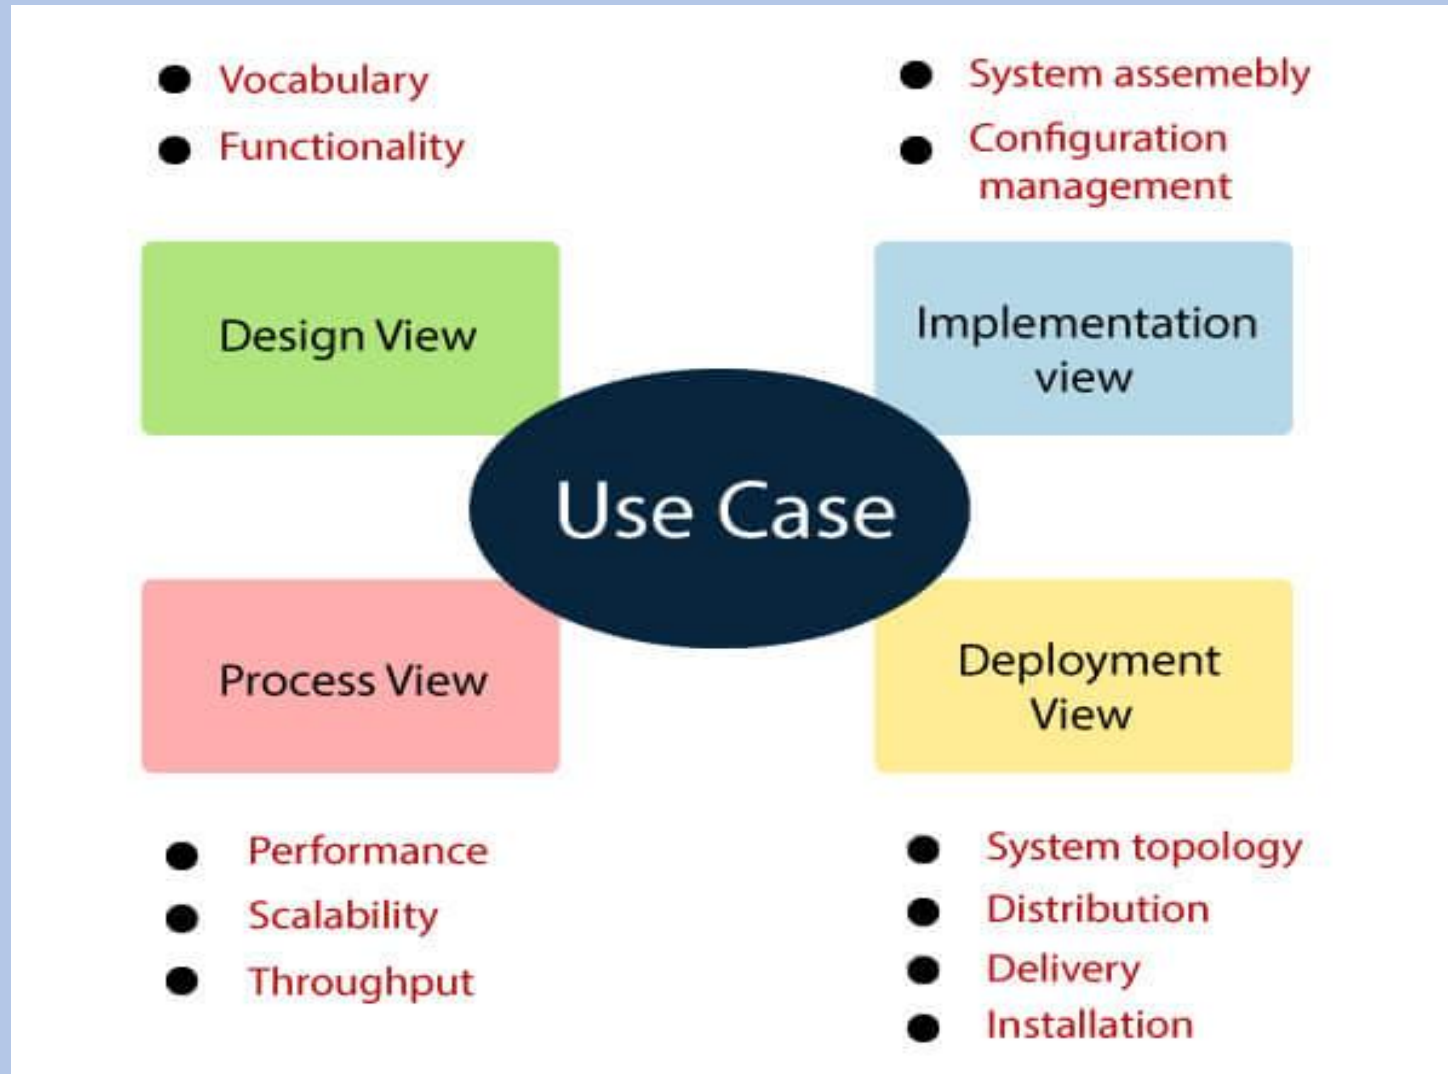 Vocabulary
Functionality
System assemebly
Configuration
management
Design View
Implementation
view
Use Case
Process View
Deployment
View
Performance
Scalability
Throughput
System topology
Distribution
Delivery
Installation